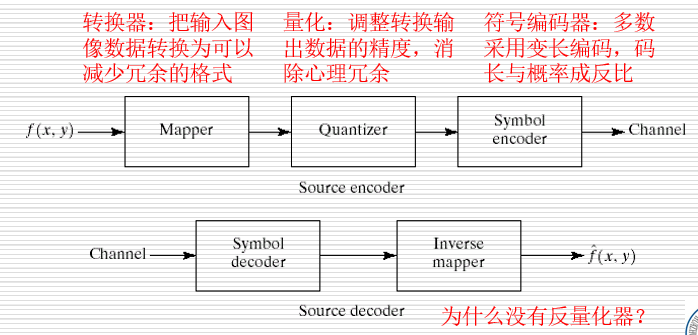 转换器：把输入图
像数据转换为可以
减少冗余的格式
量化：调整转换输
出数据的精度，消
除心理冗余
符号编码器：多数
采用变长编码，码
长与概率成反比
f(x, y)
Mapper
Quantizer
Symbol
encoder
Channel
Source encoder
Channel
Symbol
decoder
Inverse
mapper
f̂(x, y)
Source decoder
为什么没有反量化器？